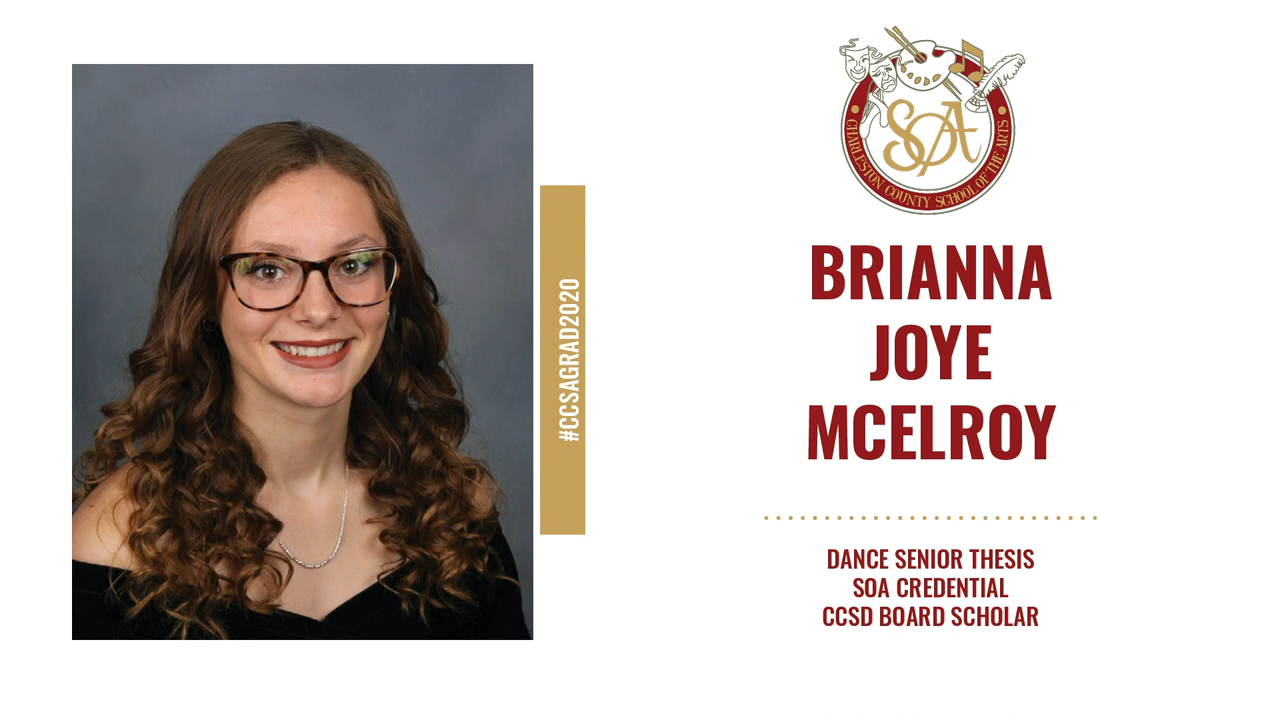 #CCSAGRAD2020
SOA
CHARLESTON COUNTY SCHOOL OF THE ARTS
BRIANNA
JOYE
MCELROY
DANCE SENIOR THESIS
SOA CREDENTIAL
CCSD BOARD SCHOLAR